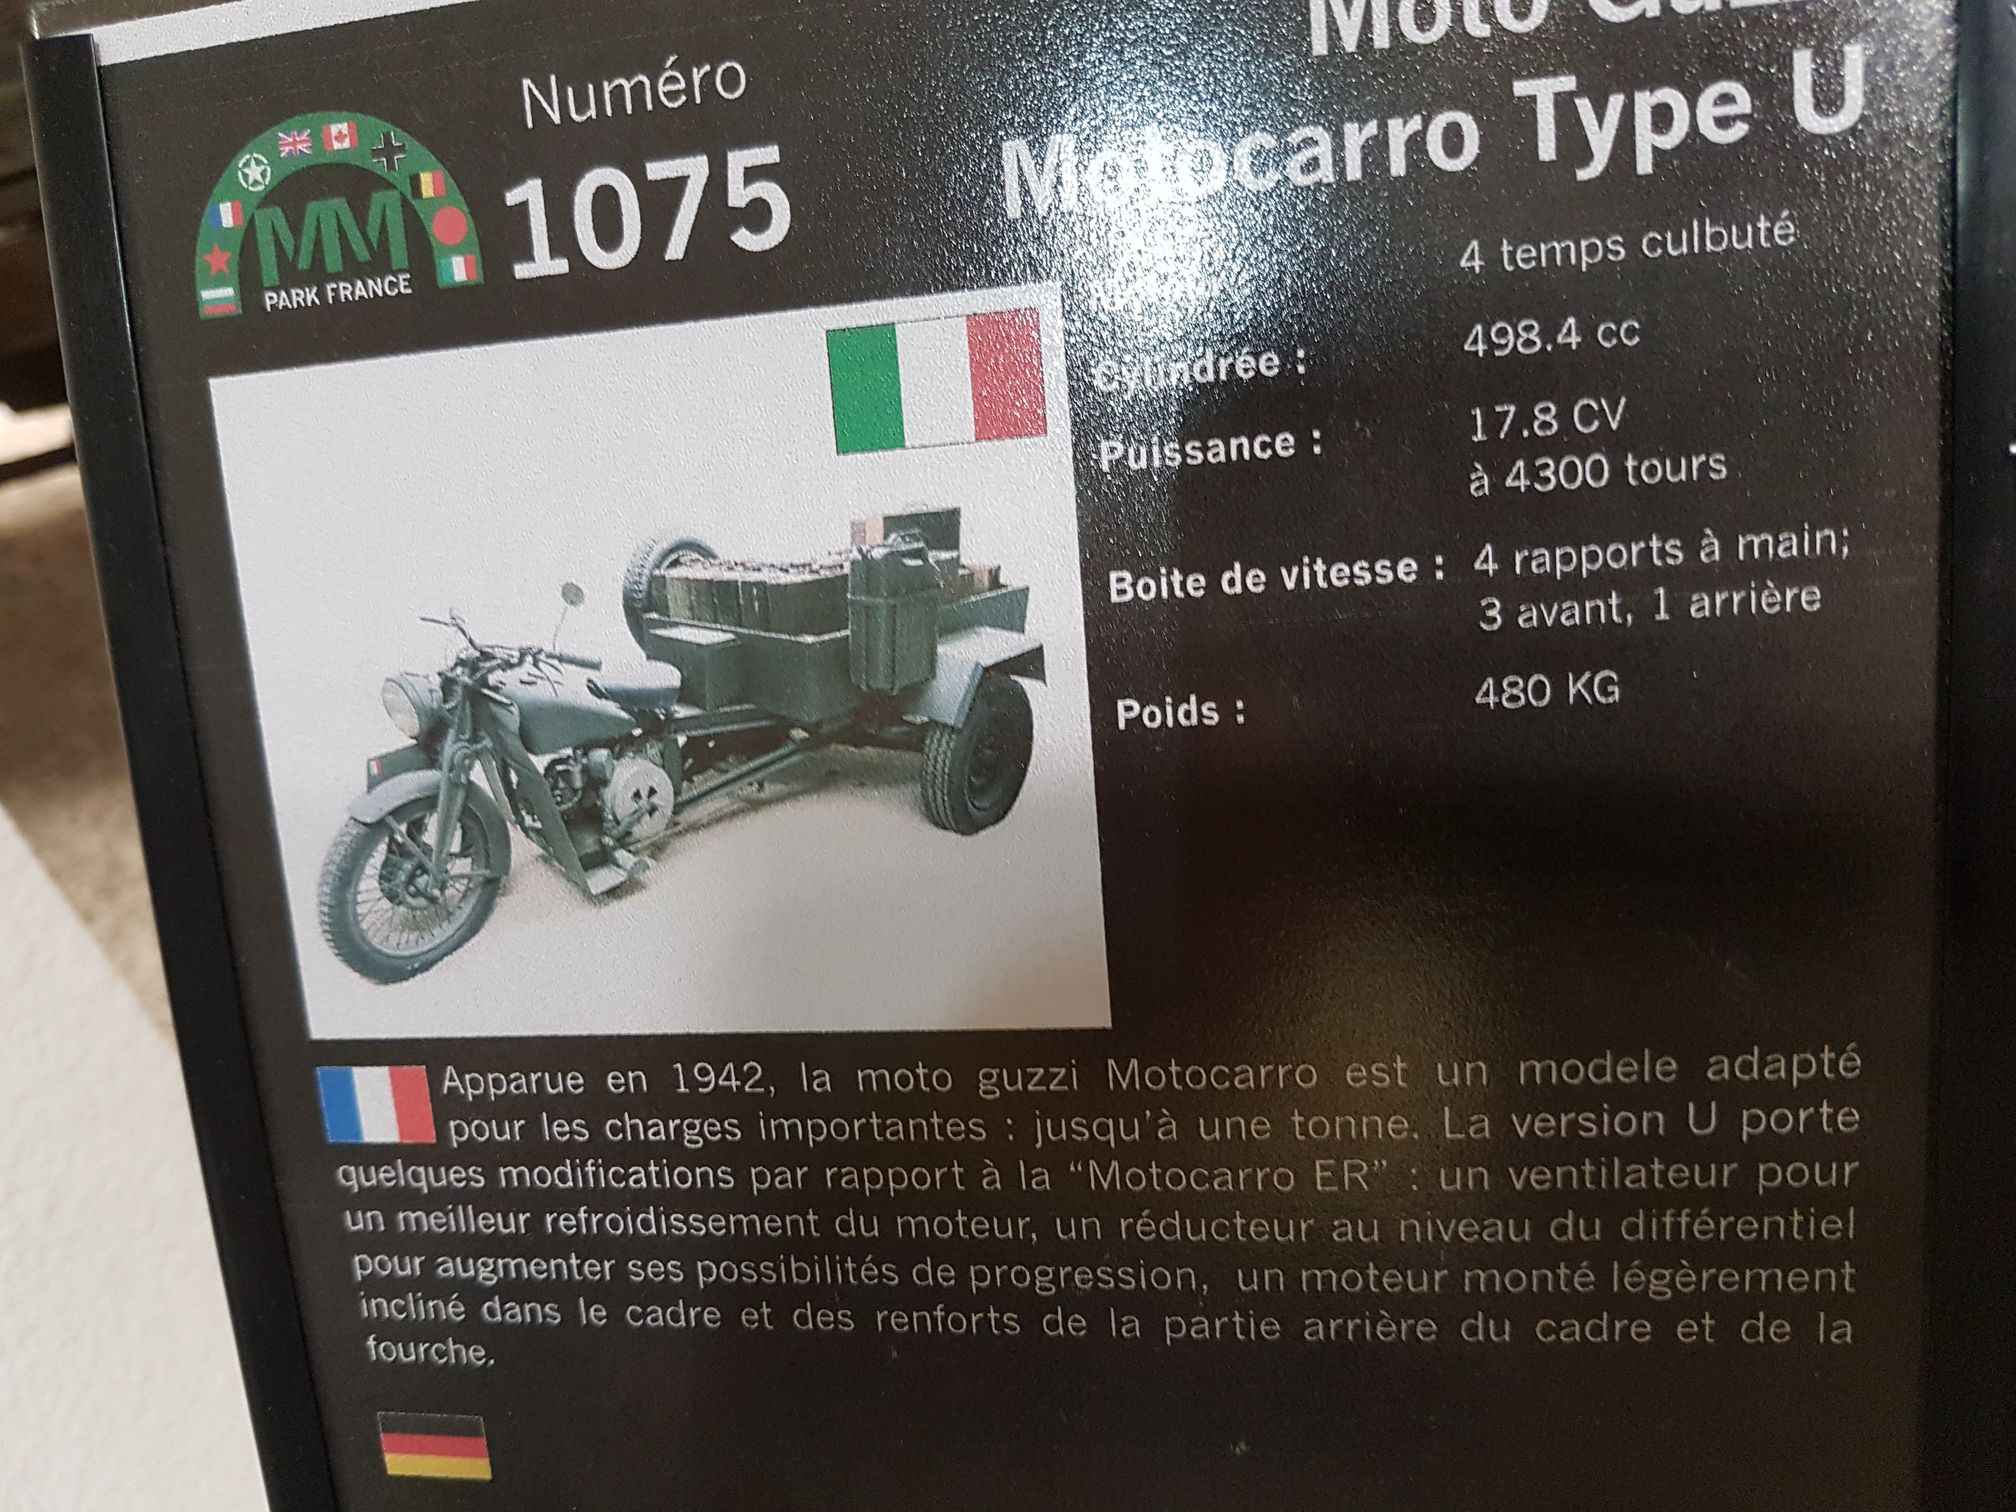 Numéro
1075
MM
PARK FRANCE
Moto
Motocarro Type U
4 temps culbuté
Cylindrée : 498.4 cc
Puissance : 17.8 CV
à 4300 tours
Boite de vitesse : 4 rapports à main;
3 avant, 1 arrière
Poids : 480 KG
Apparue en 1942, la moto guzzi Motocarro est un modele adapté
pour les charges importantes : jusqu'à une tonne. La version U porte
quelques modifications par rapport à la “Motocarro ER” : un ventilateur pour
un meilleur refroidissement du moteur, un réducteur au niveau du différentiel
pour augmenter ses possibilités de progression, un moteur monté légèrement
incliné dans le cadre et des renforts de la partie arrière du cadre et de la
fourche.